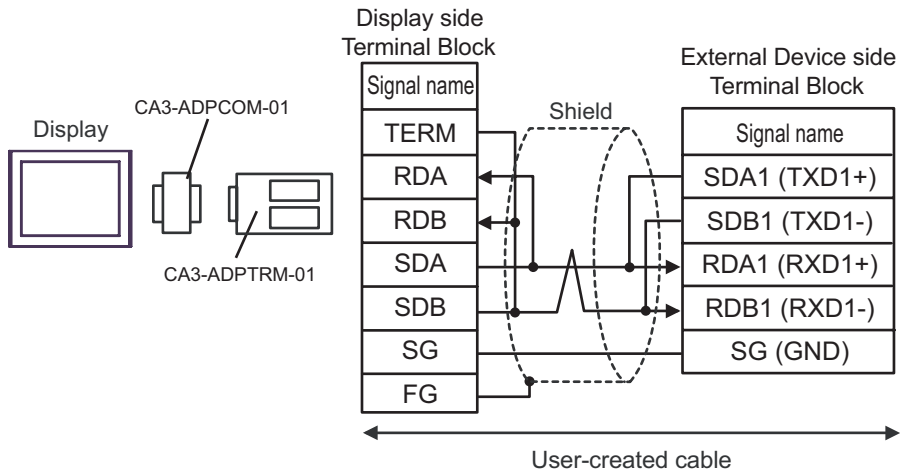 Display side
Terminal Block
External Device side
Terminal Block
CA3-ADPCOM-01
Display
CA3-ADPTRM-01
Shield
Signal name
TERM
RDA
RDB
SDA
SDB
SG
FG
Signal name
SDA1 (TXD1+)
SDB1 (TXD1-)
RDA1 (RXD1+)
RDB1 (RXD1-)
SG (GND)
User-created cable